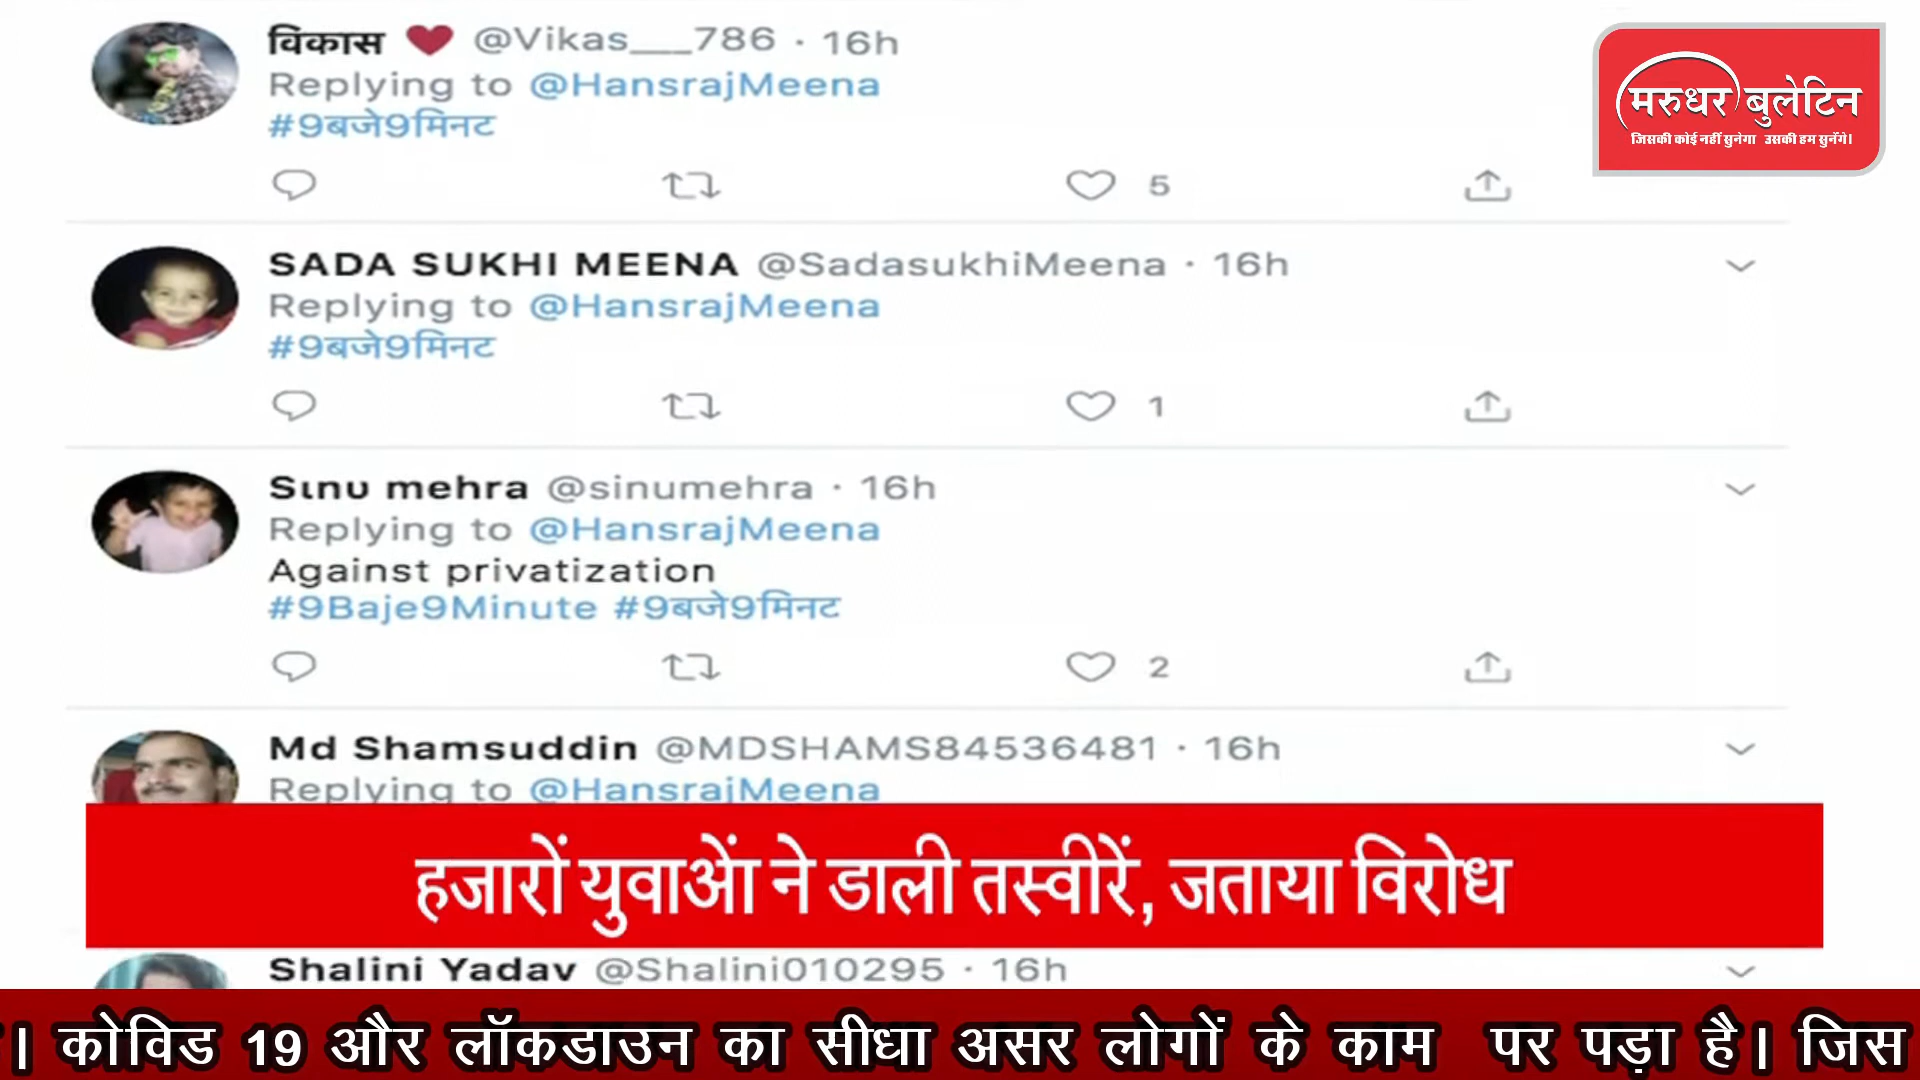 विकास ❤ @Vikas___786 · 16h
Replying to @HansrajMeena
#9बजे9मिनट
5
मरुधर बुलेटिन
जिसकी कोई नहीं सुनेगा उसकी हम सुनेंगे।
SADA SUKHI MEENA @SadasukhiMeena · 16h
Replying to @HansrajMeena
#9बजे9मिनट
1
Sιnυ mehra @sinumehra · 16h
Replying to @HansrajMeena
Against privatization
#9Baje9Minute #9बजे9मिनट
2
Md Shamsuddin @MDSHAMS84536481 · 16h
Replying to @HansrajMeena
हजारों युवाओं ने डाली तस्वीरें, जताया विरोध
Shalini Yadav @Shalini010295 · 16h
। कोविड 19 और लॉकडाउन का सीधा असर लोगों के काम पर पड़ा है। जिस